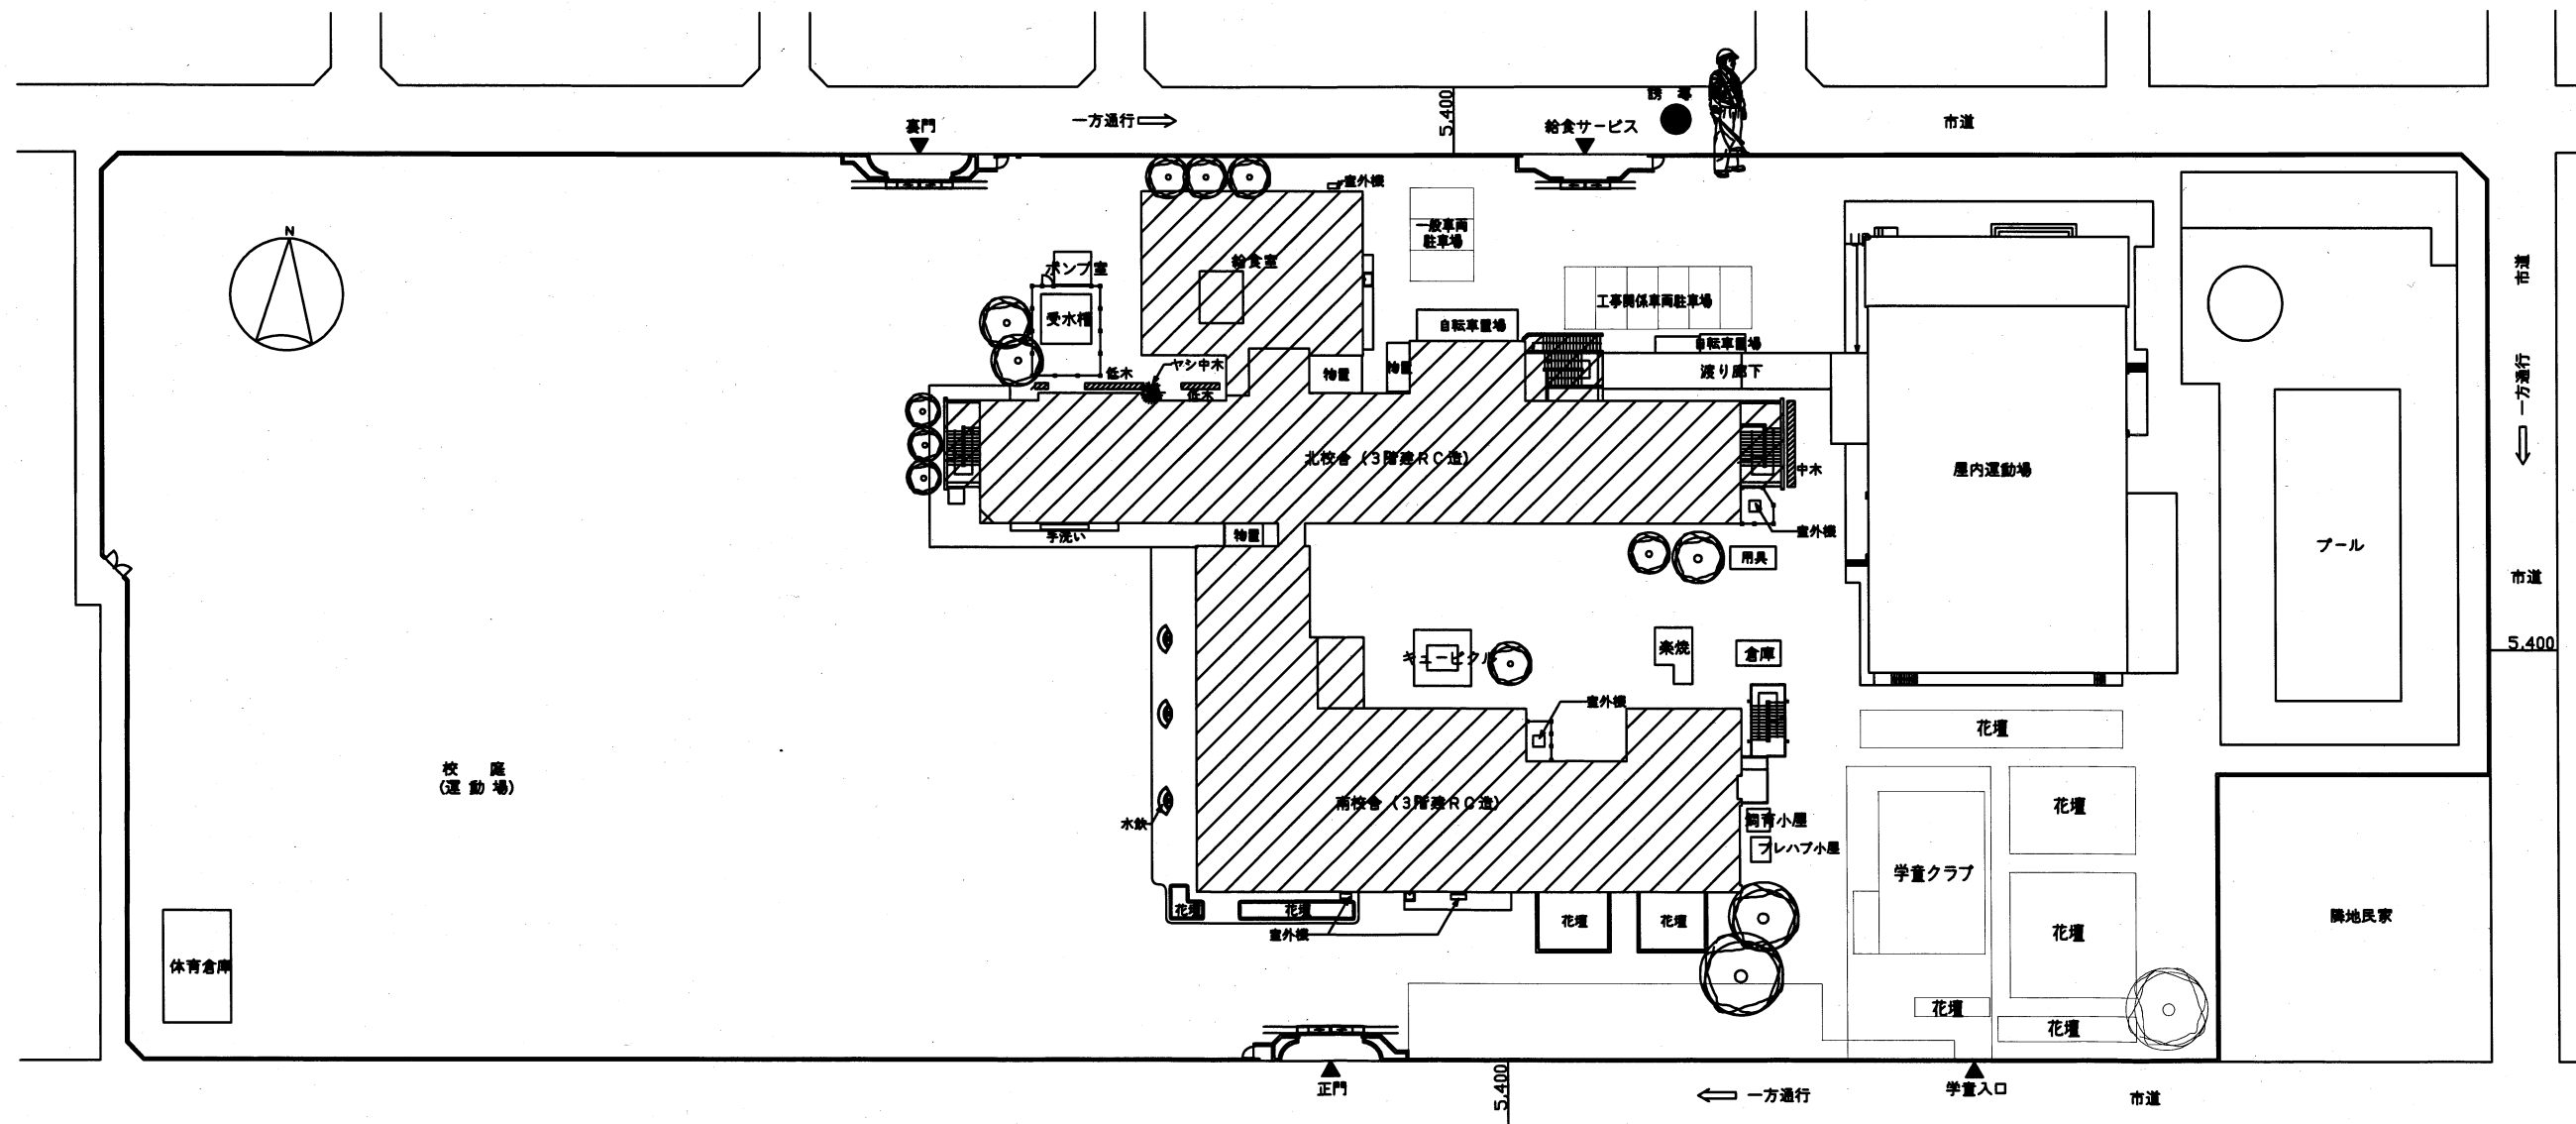 5,400
誘 導
裏門
一方通行
給食サービス
市道
室外機
N
一般車両
駐車場
給食室
ポンプ室
市道
工事関係車両駐車場
受水槽
自転車置場
自転車置場
ヤシ中木
低木
物置
物置
渡り廊下
低木
一方通行
北校舎（３階建ＲＣ造）
中木
屋内運動場
手洗い
物置
室外機
プール
用具
市道
5,400
楽焼
倉庫
キュービクル
室外機
花壇
校 庭
(運 動 場)
南校舎（３階建ＲＣ造）
花壇
水飲
飼育小屋
プレハブ小屋
学童クラブ
花壇
花壇
花壇
花壇
隣地民家
室外機
花壇
体育倉庫
花壇
花壇
正門
5,400
一方通行
学童入口
市道